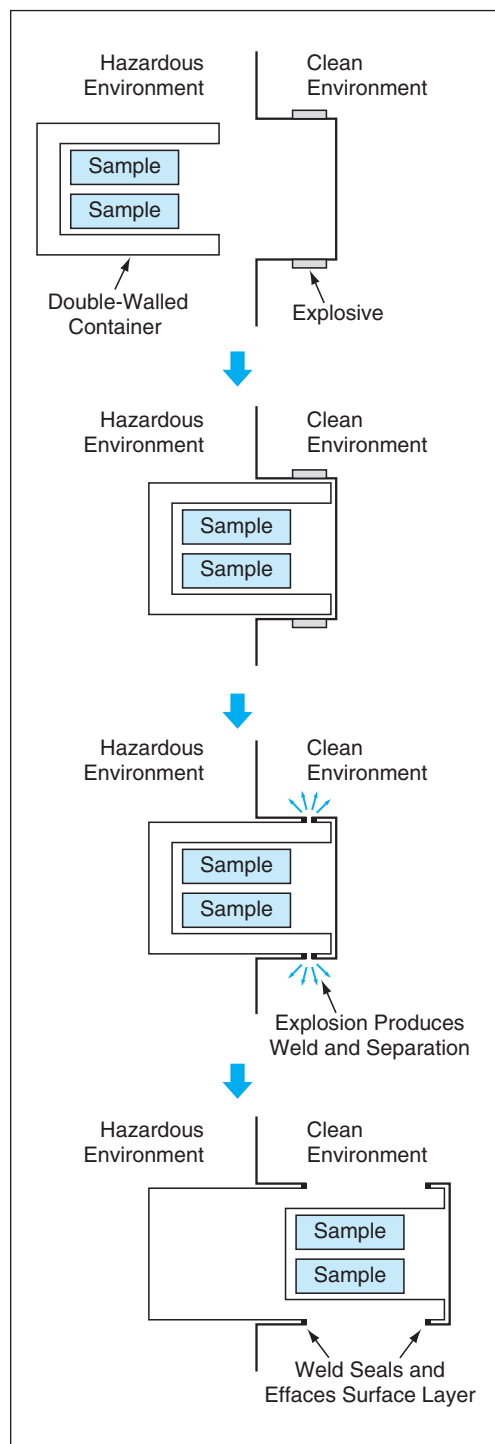 Hazardous
Environment
Clean
Environment
Sample
Sample
Double-Walled
Container
Explosive
Hazardous
Environment
Clean
Environment
Sample
Sample
Hazardous
Environment
Clean
Environment
Sample
Sample
Explosion Produces
Weld and Separation
Hazardous
Environment
Clean
Environment
Sample
Sample
Weld Seals and
Effaces Surface Layer